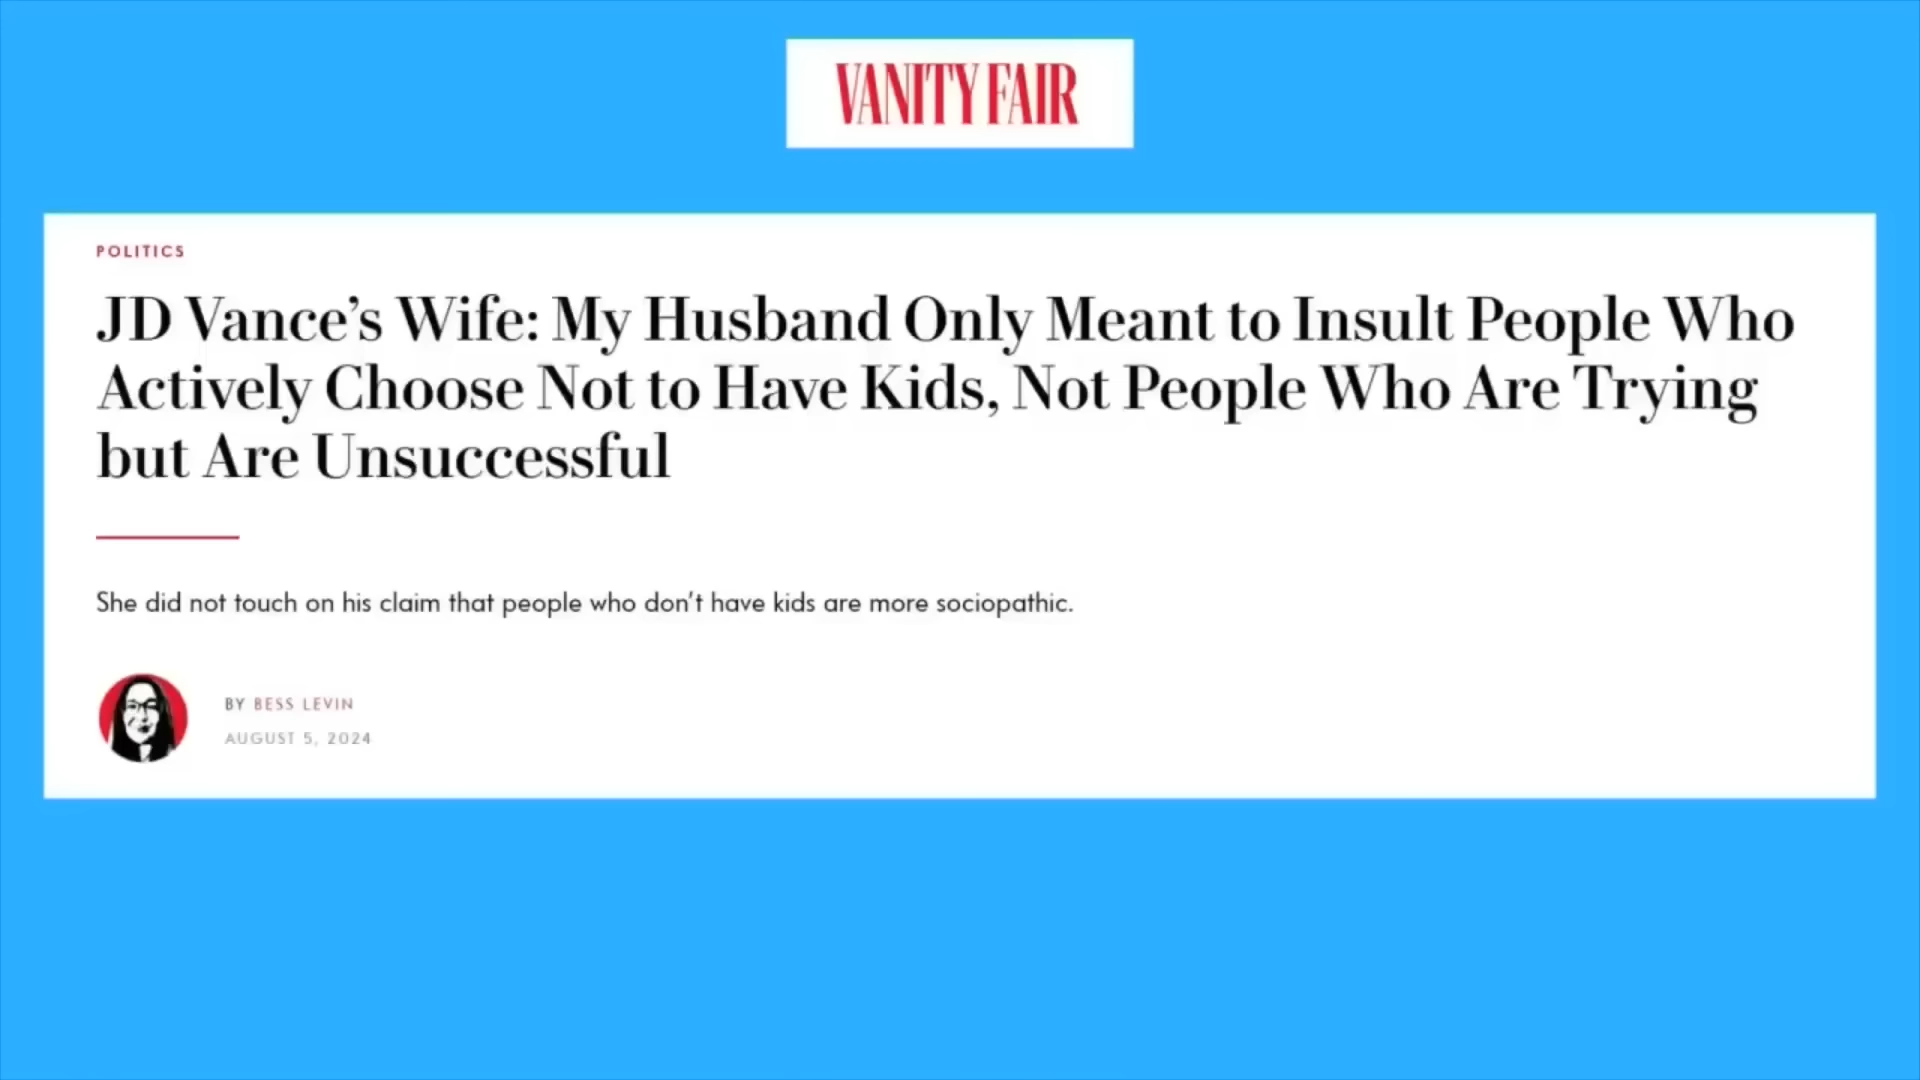 VANITY FAIR
POLITICS
JD Vance’s Wife: My Husband Only Meant to Insult People Who
Actively Choose Not to Have Kids, Not People Who Are Trying
but Are Unsuccessful
She did not touch on his claim that people who don’t have kids are more sociopathic.
BY BESS LEVIN
AUGUST 5, 2024